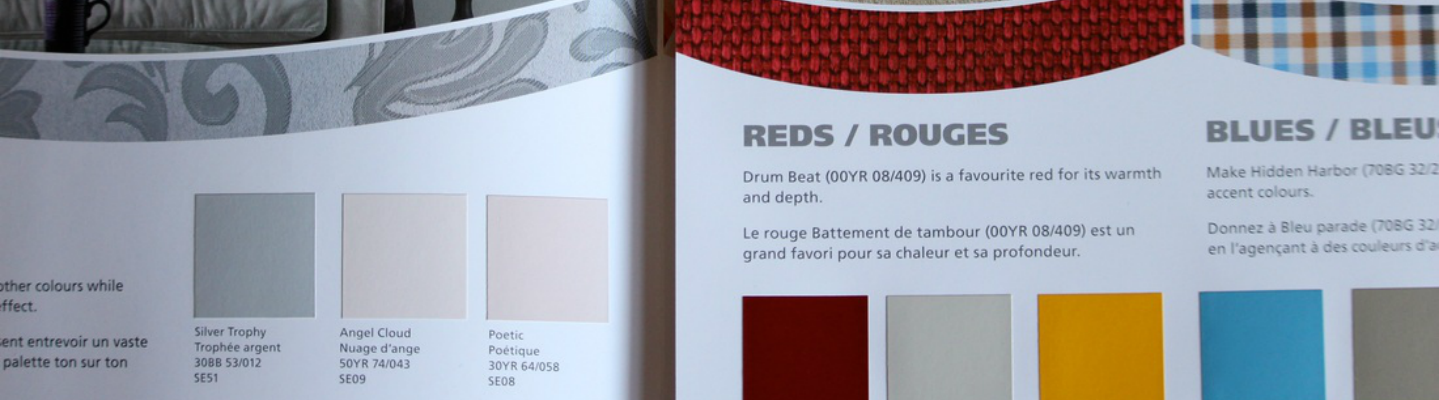 other colours while
effect.
sent entrevoir un vaste
palette ton sur ton
Silver Trophy
Trophée argent
30BB 53/012
SE51
Angel Cloud
Nuage d'ange
50YR 74/043
SE09
Poetic
Poétique
30YR 64/058
SE08
REDS / ROUGES
Drum Beat (00YR 08/409) is a favourite red for its warmth
and depth.
Le rouge Battement de tambour (00YR 08/409) est un
grand favori pour sa chaleur et sa profondeur.
BLUES / BLEUS
Make Hidden Harbor (70BG 32/2
accent colours.
Donnez à Bleu parade (70BG 32/
en l'agençant à des couleurs d'a